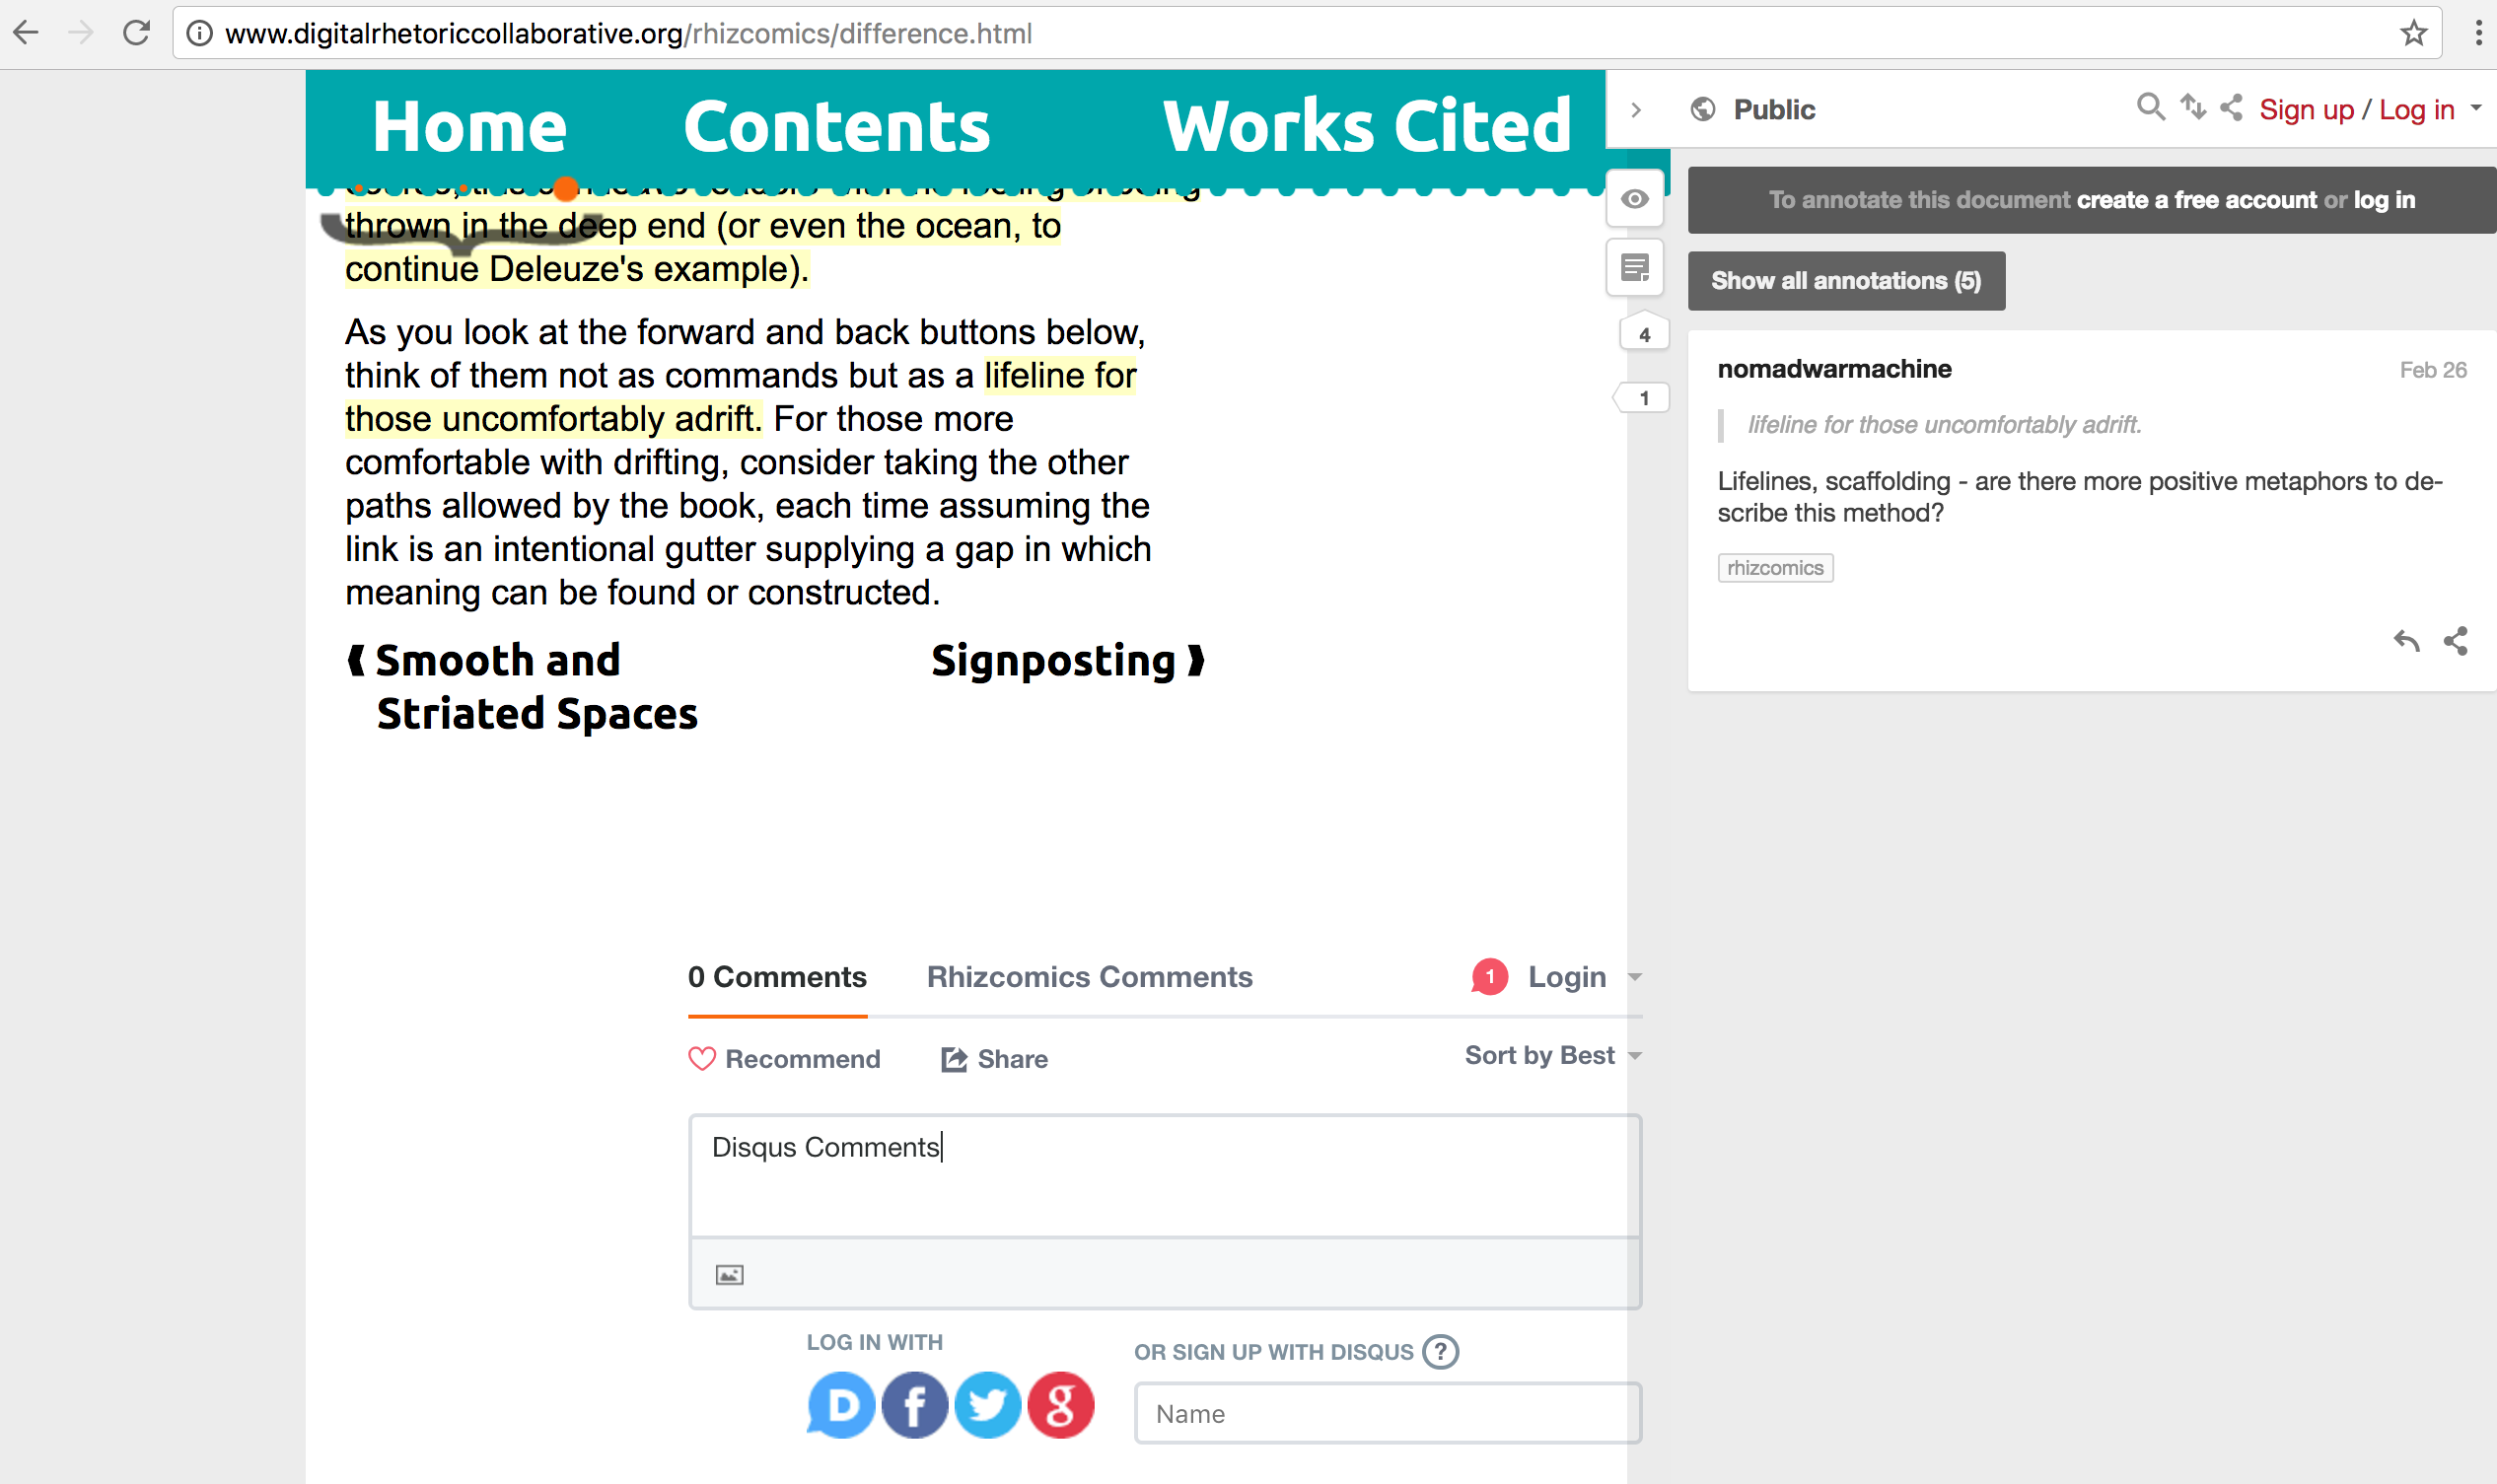 www.digitalrhetoriccollaborative.org/rhizcomics/difference.html
Home Contents Works Cited
thrown in the deep end (or even the ocean, to
continue Deleuze's example).
As you look at the forward and back buttons below,
think of them not as commands but as a lifeline for
those uncomfortably adrift. For those more
comfortable with drifting, consider taking the other
paths allowed by the book, each time assuming the
link is an intentional gutter supplying a gap in which
meaning can be found or constructed.
Smooth and
Striated Spaces
Signposting
0 Comments Rhizcomics Comments 1 Login
Recommend Share Sort by Best
Disqus Comments
LOG IN WITH
OR SIGN UP WITH DISQUS ?
D f g
Name
4
1
Public Sign up / Log in
To annotate this document create a free account or log in
Show all annotations (5)
nomadwarmachine Feb 26
lifeline for those uncomfortably adrift.
Lifelines, scaffolding - are there more positive metaphors to de-
scribe this method?
rhizcomics